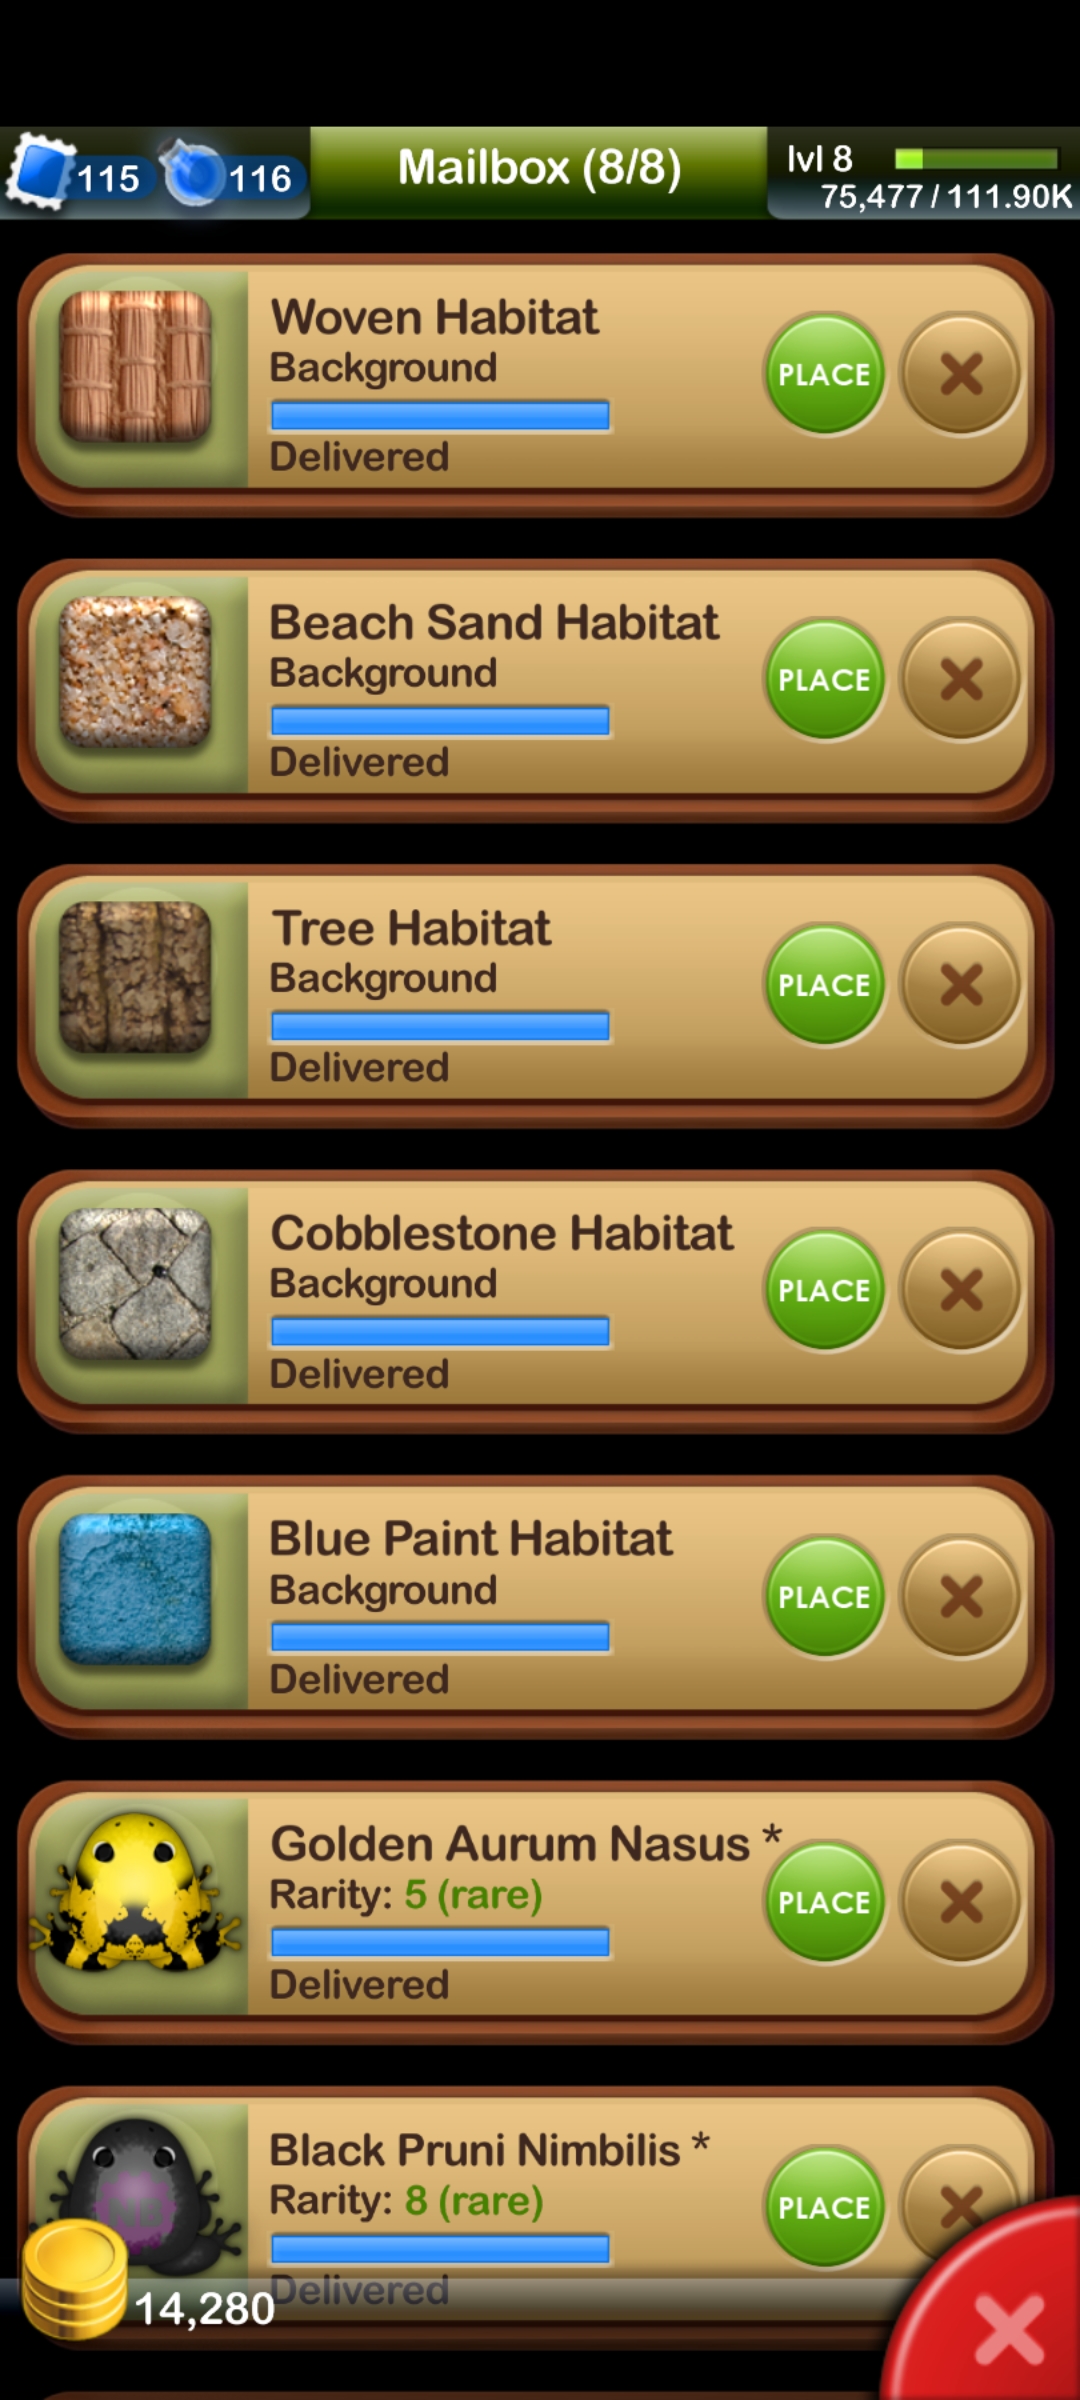 115 116 Mailbox (8/8) lvl 8
75,477 / 111.90K
Woven Habitat
Background
PLACE
Delivered
Beach Sand Habitat
Background
PLACE
Delivered
Tree Habitat
Background
PLACE
Delivered
Cobblestone Habitat
Background
PLACE
Delivered
Blue Paint Habitat
Background
PLACE
Delivered
Golden Aurum Nasus *
Rarity: 5 (rare)
PLACE
Delivered
Black Pruni Nimbilis *
Rarity: 8 (rare)
PLACE
Delivered
14,280